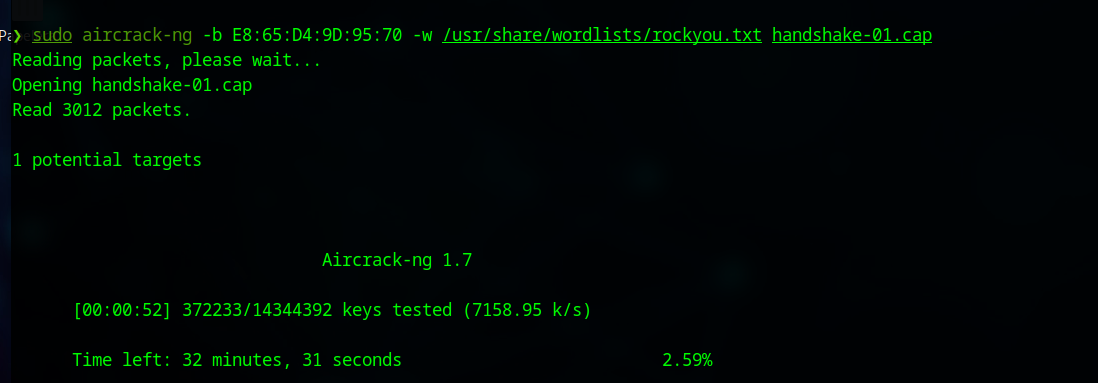 ❯ sudo aircrack-ng -b E8:65:D4:9D:95:70 -w /usr/share/wordlists/rockyou.txt handshake-01.cap
Reading packets, please wait...
Opening handshake-01.cap
Read 3012 packets.
1 potential targets
Aircrack-ng 1.7
[00:00:52] 372233/14344392 keys tested (7158.95 k/s)
Time left: 32 minutes, 31 seconds 2.59%